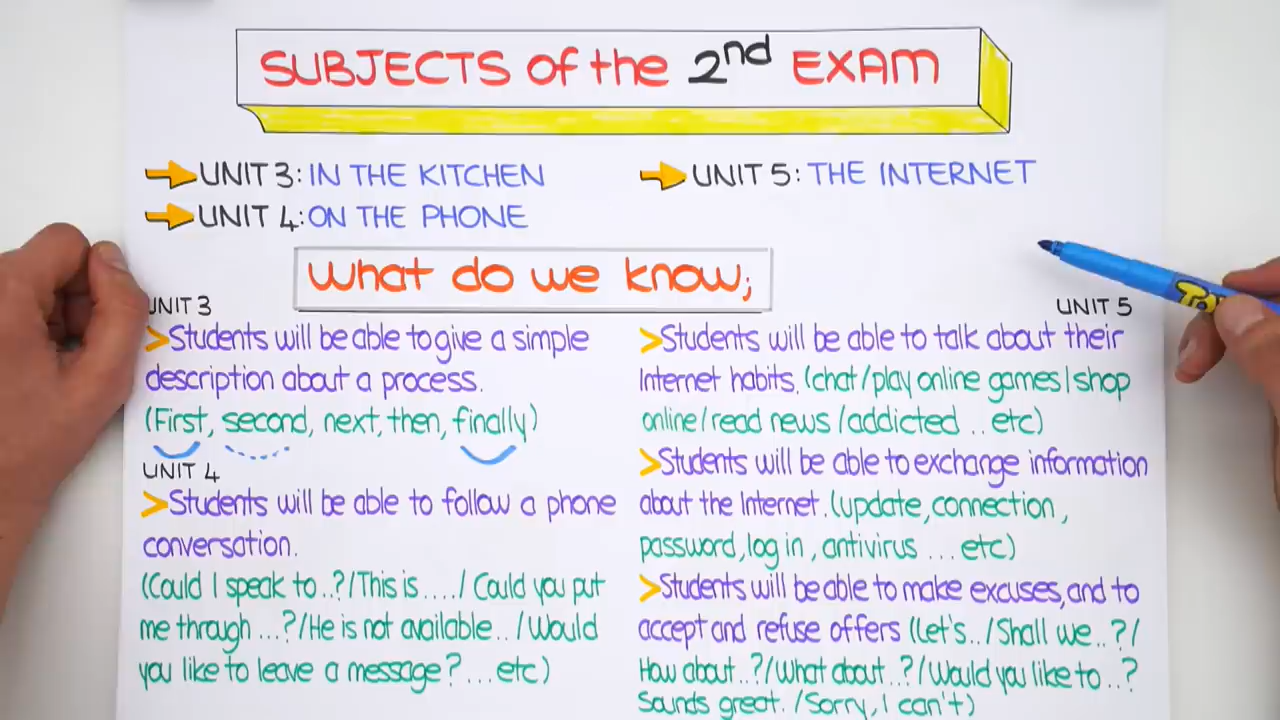 SUBJECTS of the 2nd EXAM
UNIT 3: IN THE KITCHEN
UNIT 4: ON THE PHONE
UNIT 5: THE INTERNET
What do we know;
UNIT 3
>Students will be able to give a simple
description about a process.
(First, second, next, then, finally)
UNIT 4
>Students will be able to follow a phone
conversation.
(Could I speak to..?/This is ..../ Could you put
me through ...?/He is not available.. /Would
you like to leave a message? ...etc)
UNIT 5
>Students will be able to talk about their
Internet habits. (chat/play online games/shop
online/read news /addicted .. etc)
>Students will be able to exchange information
about the Internet. (update, connection,
password, log in, antivirus ... etc)
>Students will be able to make excuses, and to
accept and refuse offers (Let's.. /Shall we..?/
How about..?/What about..?/Would you like to..?
Sounds great. /Sorry, I can't)